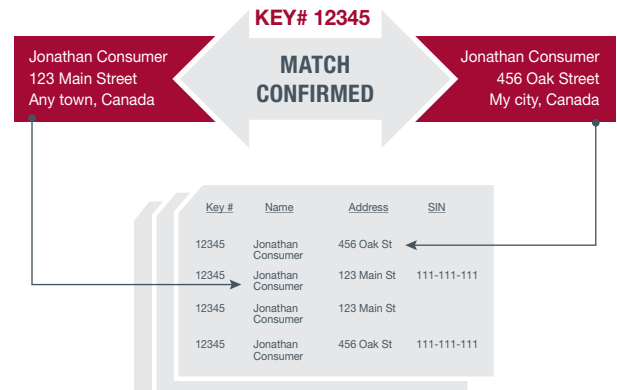 KEY# 12345
Jonathan Consumer
123 Main Street
Any town, Canada
MATCH
CONFIRMED
Jonathan Consumer
456 Oak Street
My city, Canada
Key # Name Address SIN
12345 Jonathan Consumer 456 Oak St
12345 Jonathan Consumer 123 Main St 111-111-111
12345 Jonathan Consumer 123 Main St
12345 Jonathan Consumer 456 Oak St 111-111-111